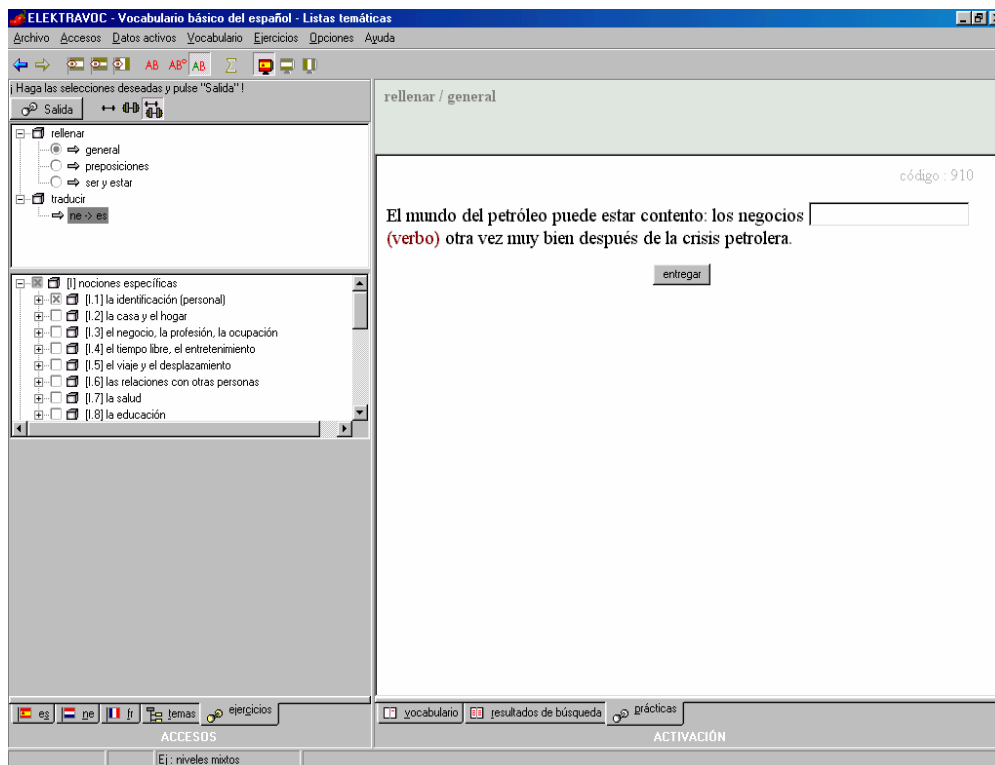 ELEKTRAVOC - Vocabulario básico del español - Listas temáticas
Archivo Accesos Datos activos Vocabulario Ejercicios Opciones Ayuda
AB ABº AB Σ
¡ Haga las selecciones deseadas y pulse "Salida" !
Salida
rellenar
general
preposiciones
ser y estar
traducir
ne -> es
[I] nociones específicas
[I.1] la identificación (personal)
[I.2] la casa y el hogar
[I.3] el negocio, la profesión, la ocupación
[I.4] el tiempo libre, el entretenimiento
[I.5] el viaje y el desplazamiento
[I.6] las relaciones con otras personas
[I.7] la salud
[I.8] la educación
es ne fr temas ejercicios
ACCESOS
rellenar / general
código : 910
El mundo del petróleo puede estar contento: los negocios
(verbo) otra vez muy bien después de la crisis petrolera.
entregar
vocabulario resultados de búsqueda prácticas
ACTIVACIÓN
Ej : niveles mixtos